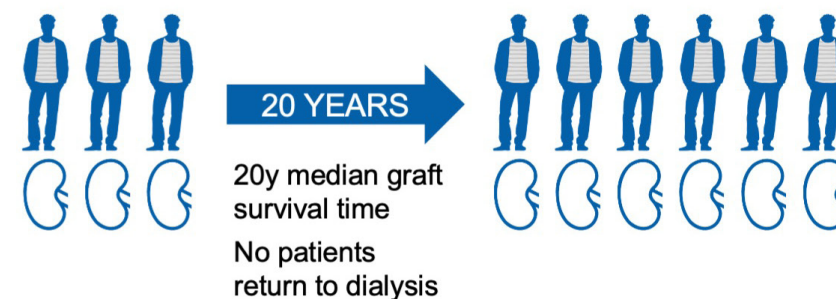 20 YEARS
20y median graft
survival time
No patients
return to dialysis